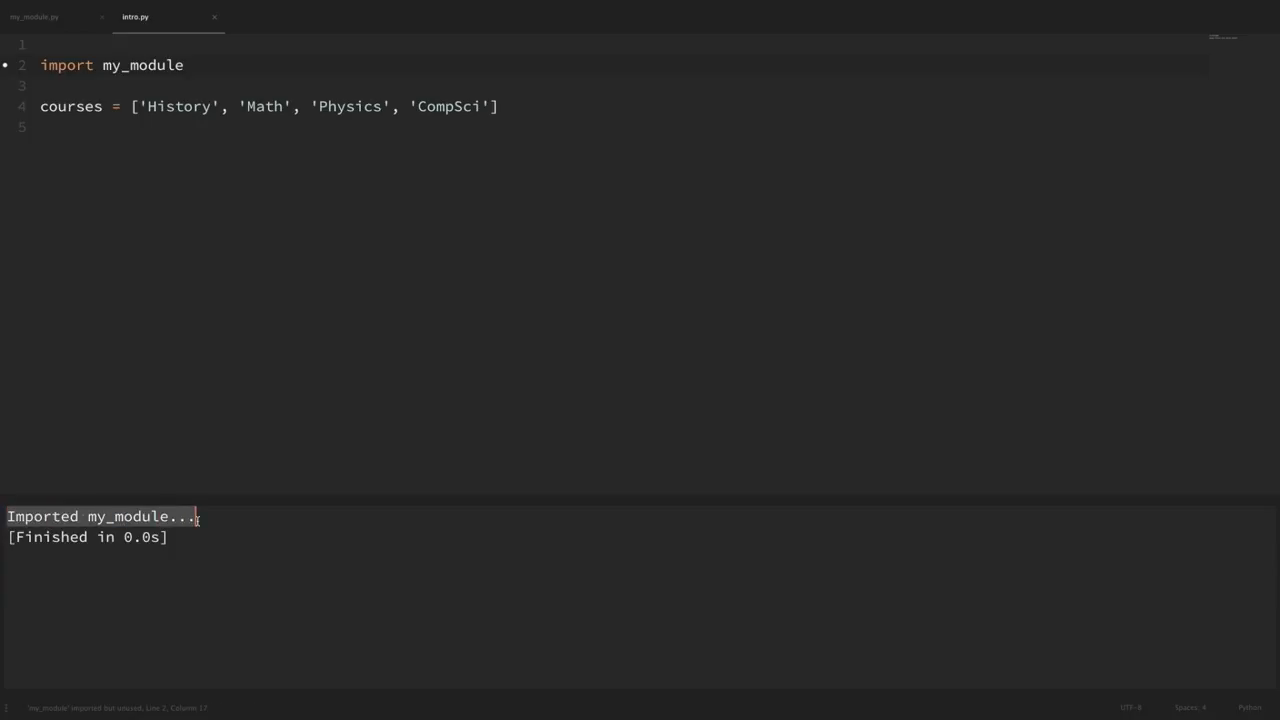 my_module.py × intro.py ×
1
2 import my_module
3
4 courses = ['History', 'Math', 'Physics', 'CompSci']
5
Imported my_module...
[Finished in 0.0s]
'my_module' imported but unused, Line 2, Column 17 UTF-8 Spaces: 4 Python